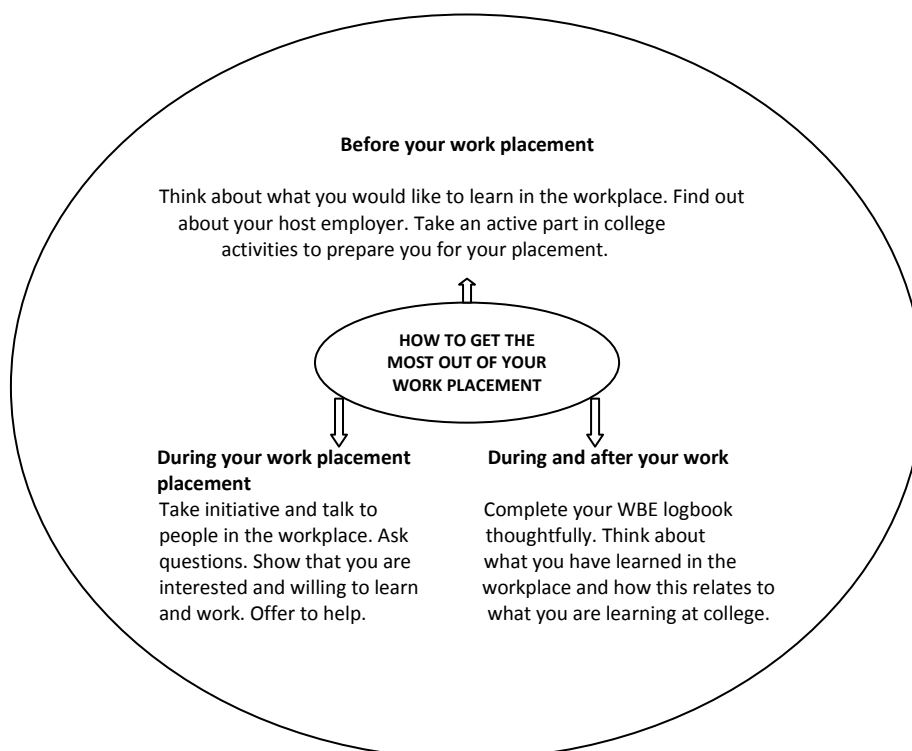 Before your work placement
Think about what you would like to learn in the workplace. Find out
about your host employer. Take an active part in college
activities to prepare you for your placement.
HOW TO GET THE
MOST OUT OF YOUR
WORK PLACEMENT
During your work placement
placement
Take initiative and talk to
people in the workplace. Ask
questions. Show that you are
interested and willing to learn
and work. Offer to help.
During and after your work
Complete your WBE logbook
thoughtfully. Think about
what you have learned in the
workplace and how this relates to
what you are learning at college.